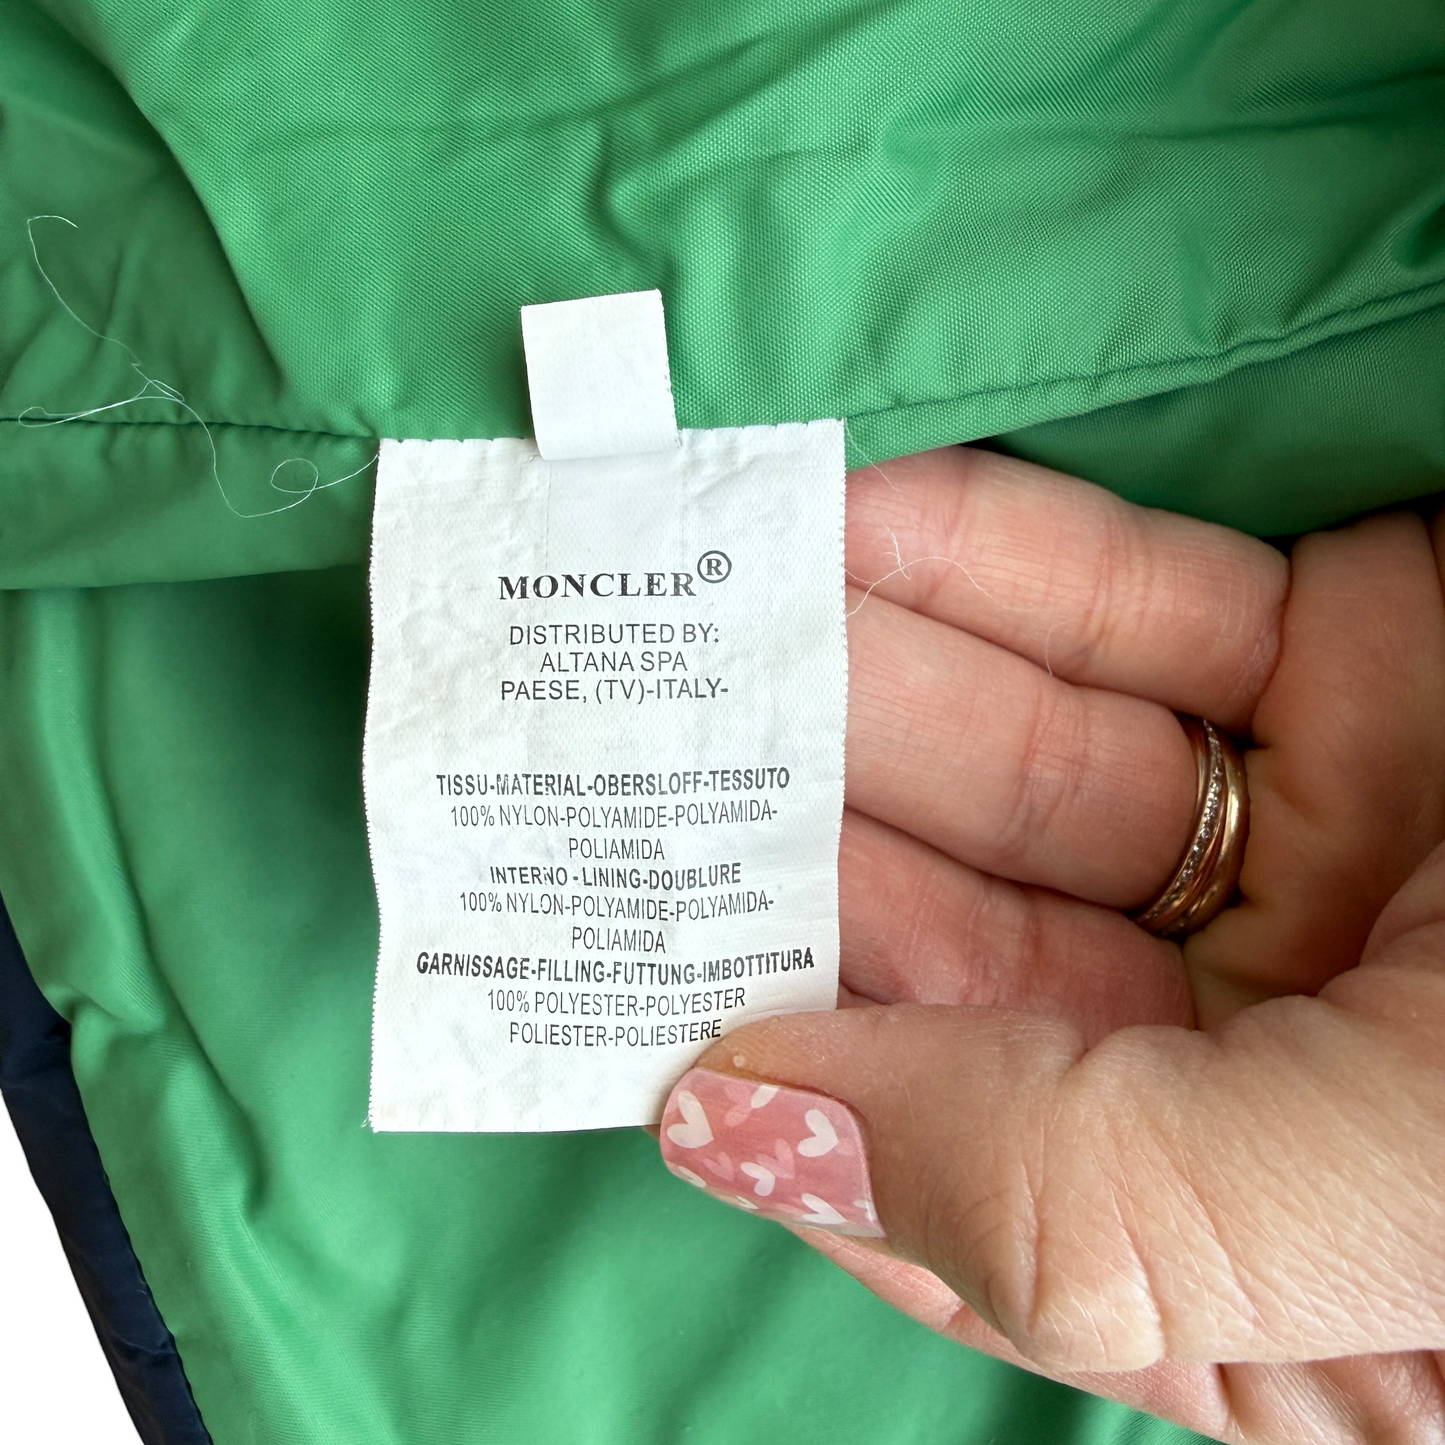 MONCLER®
DISTRIBUTED BY:
ALTANA SPA
PAESE, (TV)-ITALY-
TISSU-MATERIAL-OBERSLOFF-TESSUTO
100% NYLON-POLYAMIDE-POLYAMIDA-
POLIAMIDA
INTERNO - LINING-DOUBLURE
100% NYLON-POLYAMIDE-POLYAMIDA-
POLIAMIDA
GARNISSAGE-FILLING-FUTTUNG-IMBOTTITURA
100% POLYESTER-POLYESTER
FOLIESTER-POLIESTERE